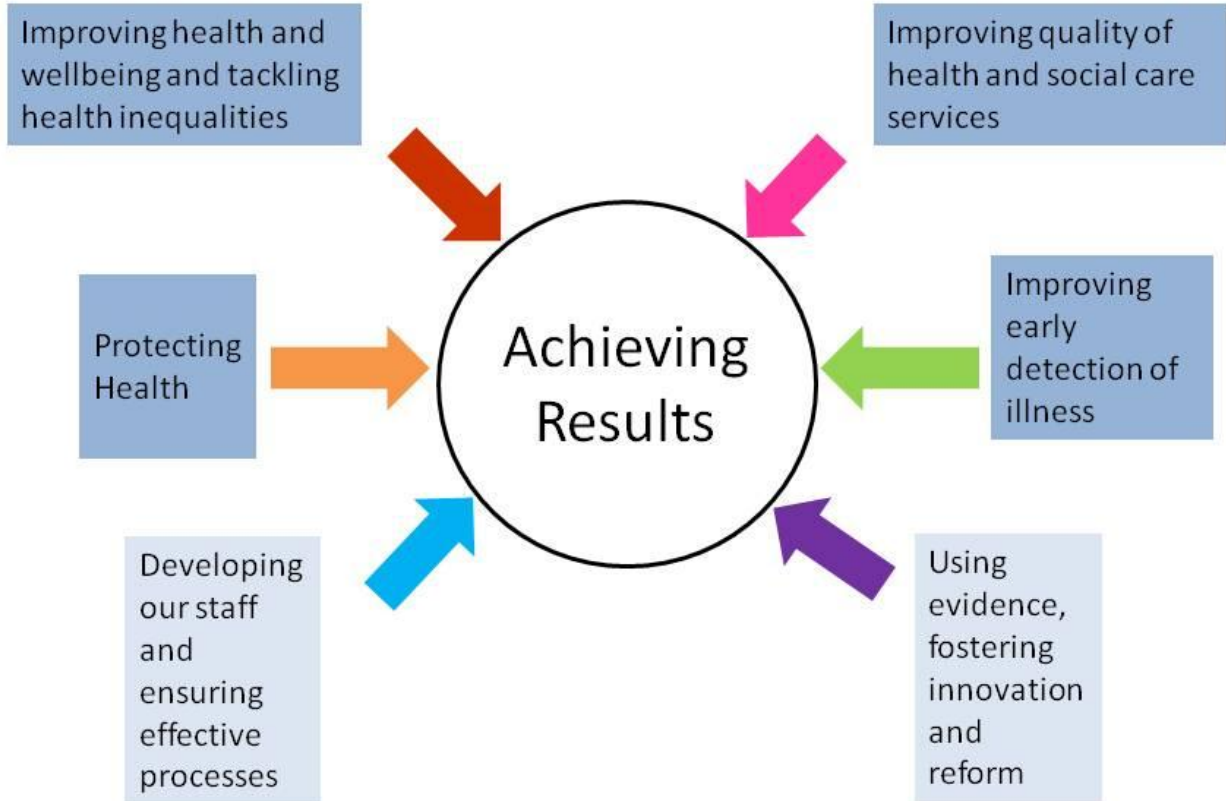 Improving health and
wellbeing and tackling
health inequalities
Improving quality of
health and social care
services
Protecting
Health
Achieving
Results
Improving
early
detection of
illness
Developing
our staff
and
ensuring
effective
processes
Using
evidence,
fostering
innovation
and
reform